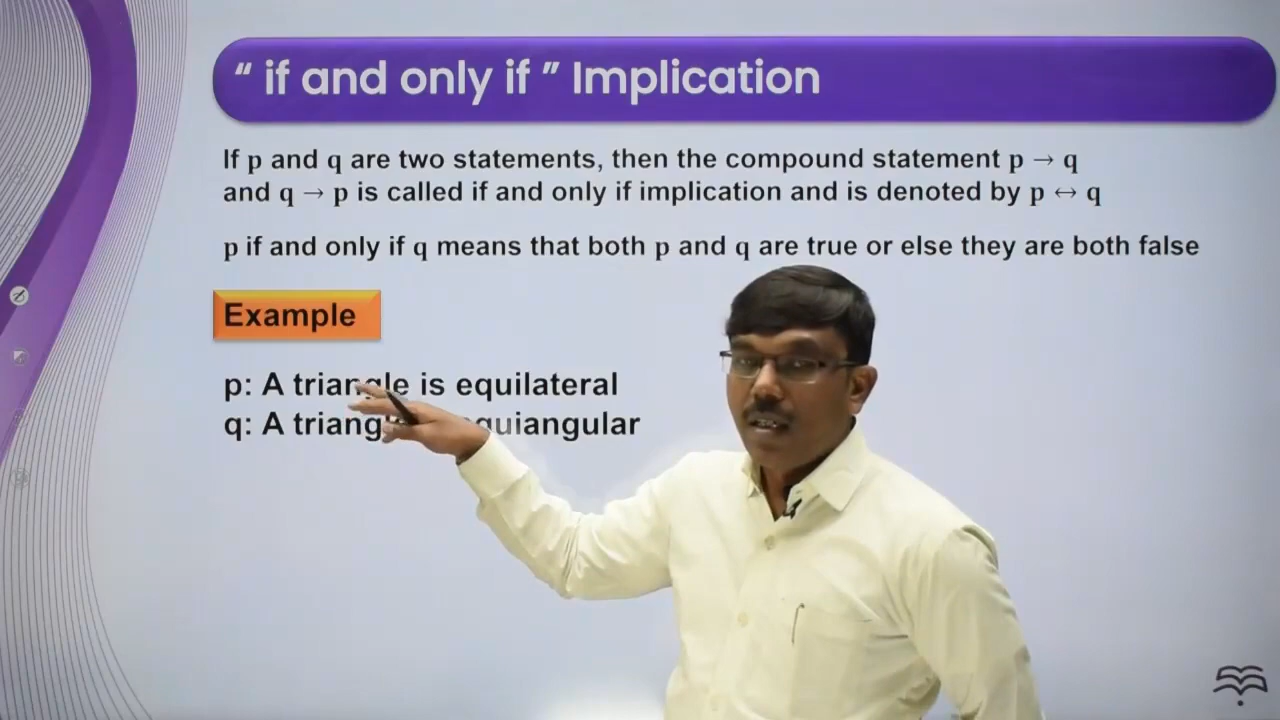 “ if and only if ” Implication
If p and q are two statements, then the compound statement p → q
and q → p is called if and only if implication and is denoted by p ↔ q
p if and only if q means that both p and q are true or else they are both false
Example
p: A triangle is equilateral
q: A